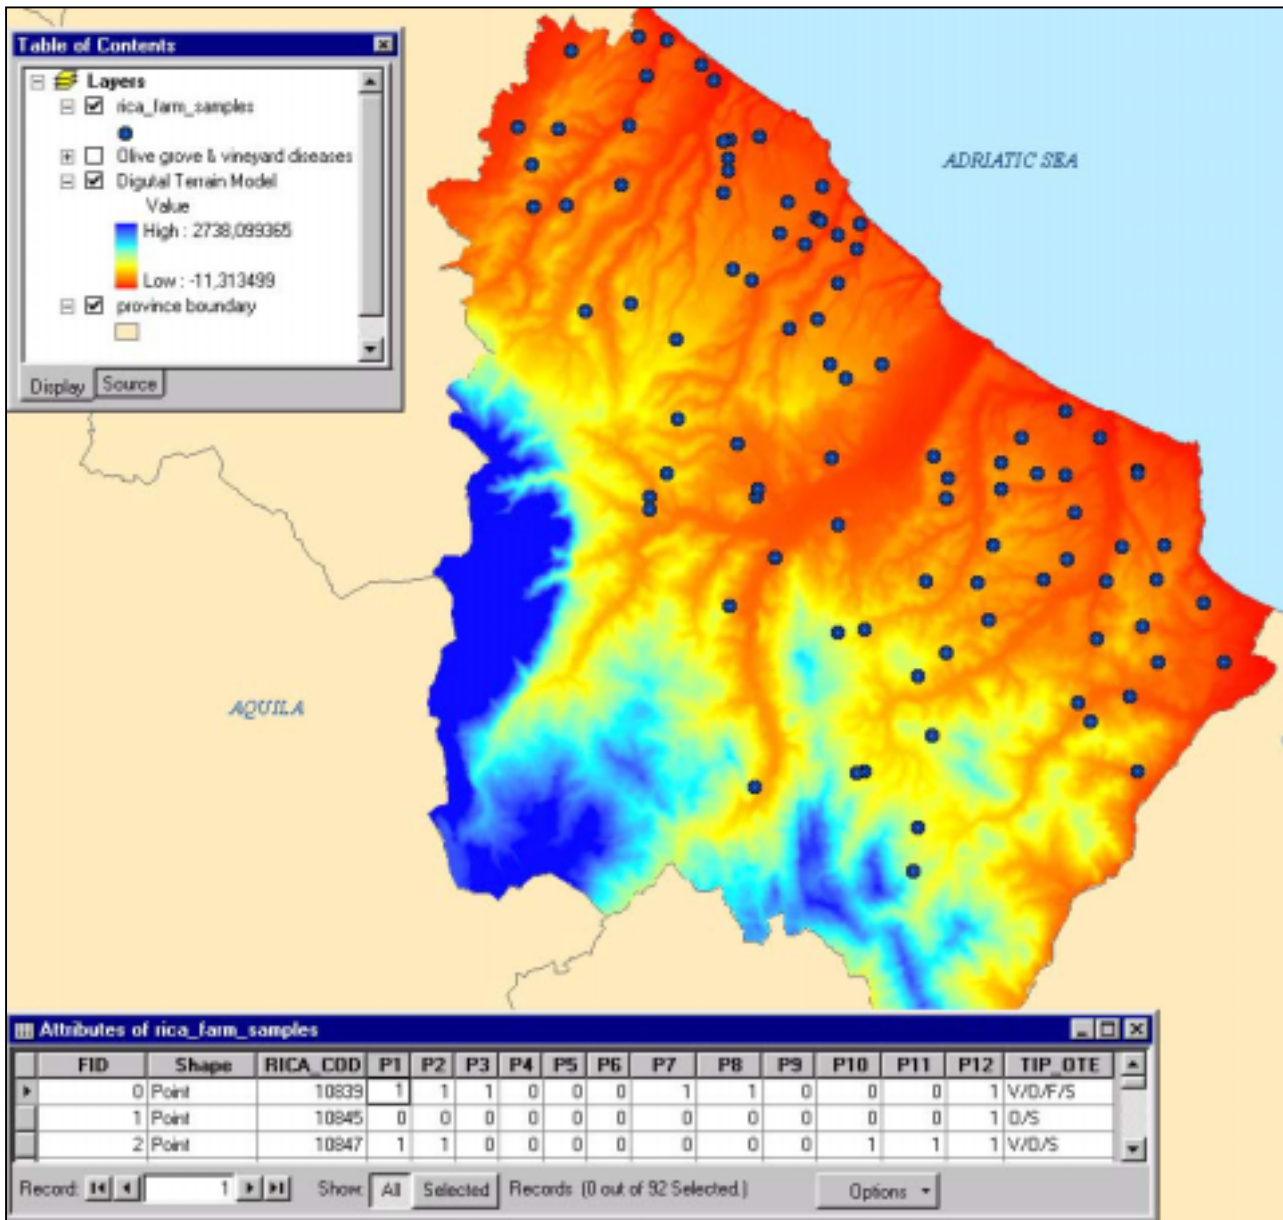 Table of Contents
Layers
rica_farm_samples
Olive grove & vineyard diseases
Digutal Terrain Model
Value
High : 2738,099365
Low : -11,313499
province boundary
Display Source
ADRIATIC SEA
AQUILA
Attributes of rica_farm_samples
FID Shape RICA_COD P1 P2 P3 P4 P5 P6 P7 P8 P9 P10 P11 P12 TIP_OTE
0 Point 10839 1 1 1 0 0 0 1 1 0 0 0 1 V/O/F/S
1 Point 10845 0 0 0 0 0 0 0 0 0 0 0 1 O/S
2 Point 10847 1 1 0 0 0 0 0 0 0 1 1 1 V/O/S
Record: 1 Show: All Selected Records (0 out of 92 Selected.) Options